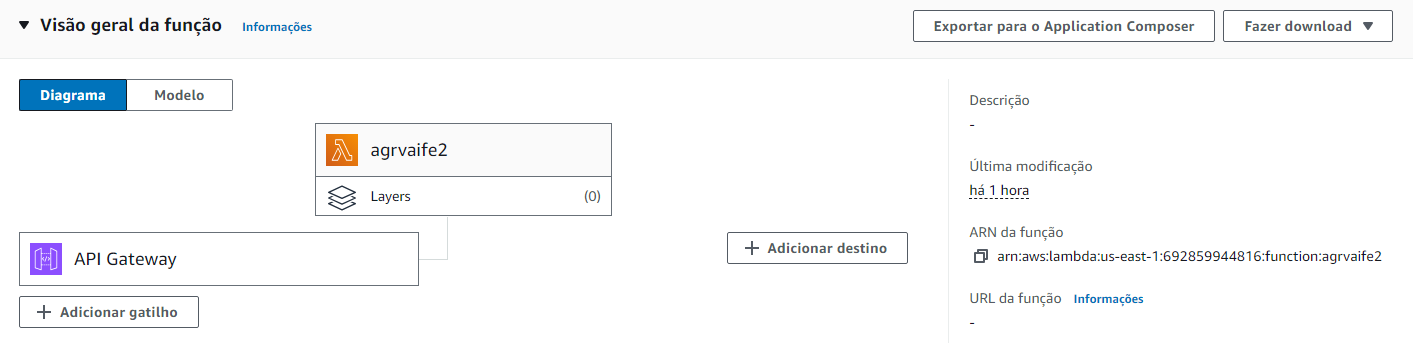 Visão geral da função Informações
Exportar para o Application Composer
Fazer download
Diagrama
Modelo
agrvaife2
Layers (0)
API Gateway
Adicionar gatilho
Adicionar destino
Descrição
-
Última modificação
há 1 hora
ARN da função
arn:aws:lambda:us-east-1:692859944816:function:agrvaife2
URL da função Informações
-